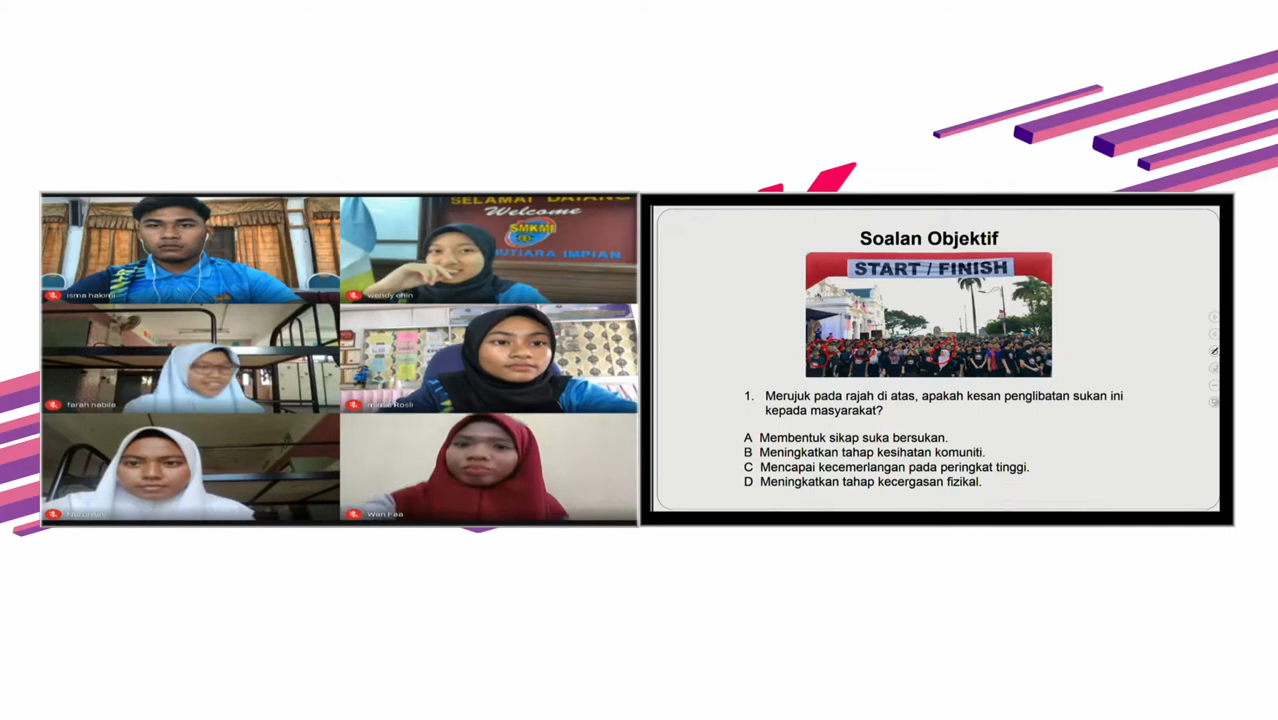 SELAMAT DATANG
Welcome
SMKMI
MUTIARA IMPIAN
isma hakimi
wendy ehin
farah nabila
Rosli
Wan Faa
Soalan Objektif
START / FINISH
1. Merujuk pada rajah di atas, apakah kesan penglibatan sukan ini
kepada masyarakat?
A Membentuk sikap suka bersukan.
B Meningkatkan tahap kesihatan komuniti.
C Mencapai kecemerlangan pada peringkat tinggi.
D Meningkatkan tahap kecergasan fizikal.